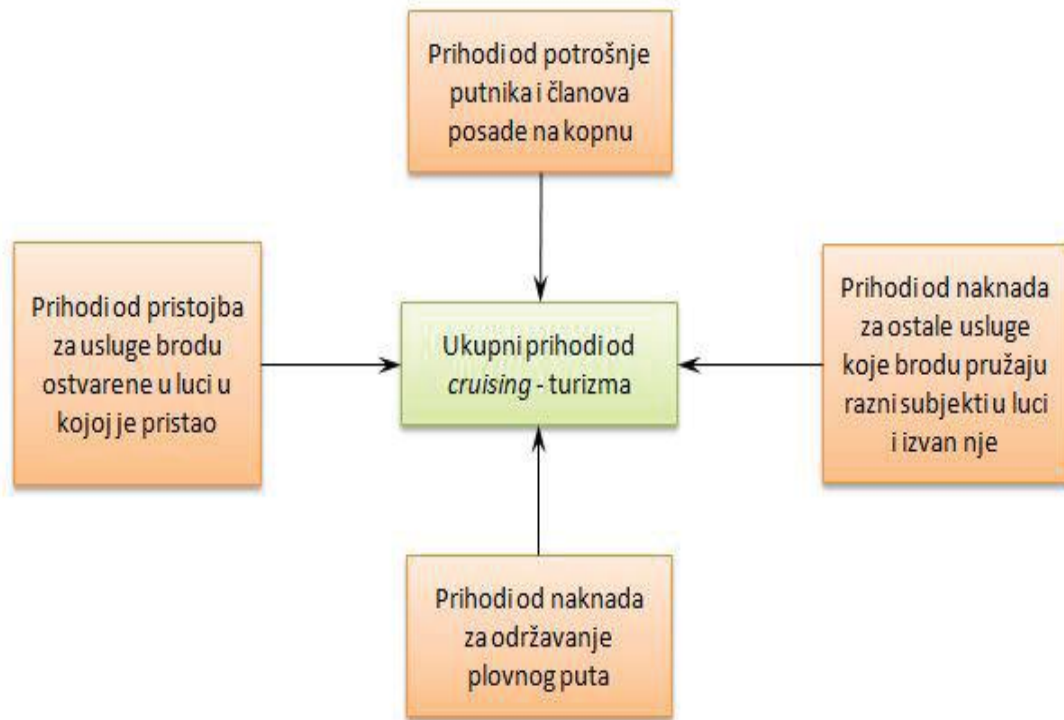 Prihodi od potrošnje
putnika i članova
posade na kopnu
Prihodi od pristojba
za usluge brodu
ostvarene u luci u
kojoj je pristao
Ukupni prihodi od
cruising - turizma
Prihodi od naknada
za ostale usluge
koje brodu pružaju
razni subjekti u luci
i izvan nje
Prihodi od naknada
za održavanje
plovnog puta